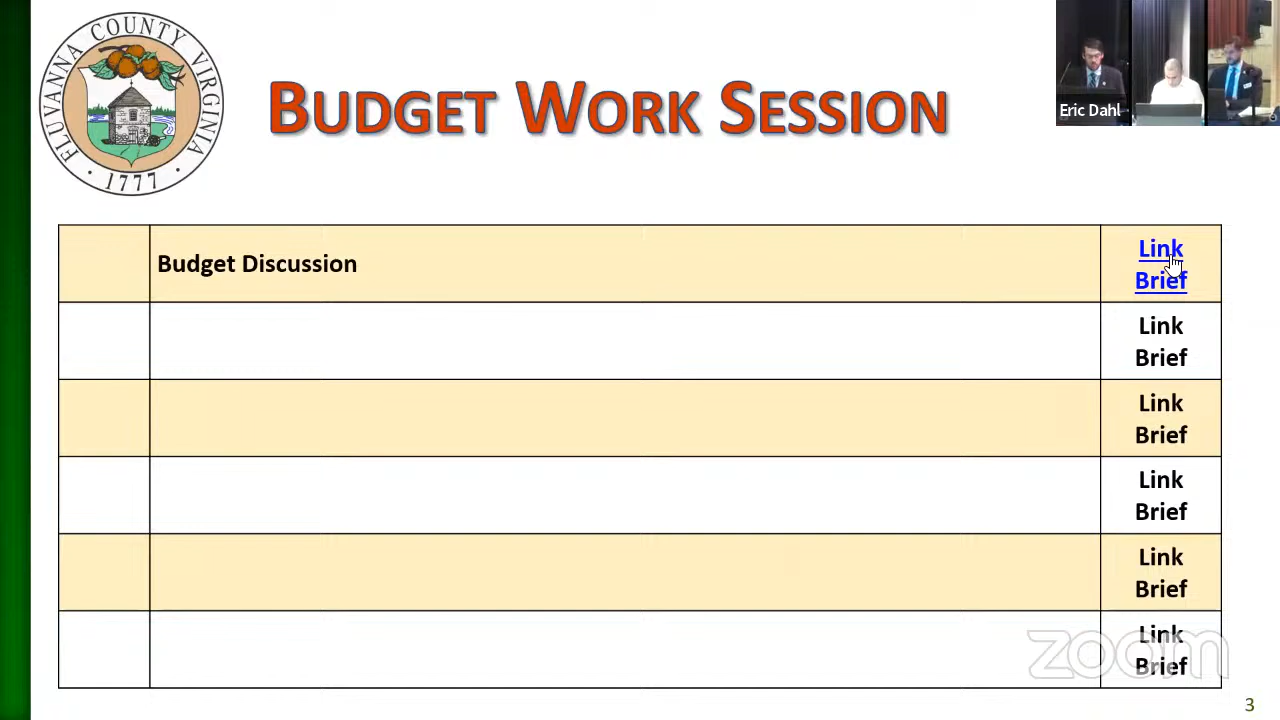 FLUVANNA COUNTY VIRGINIA
• 1777 •
BUDGET WORK SESSION
Eric Dahl
Budget Discussion
Link
Brief
Link
Brief
Link
Brief
Link
Brief
Link
Brief
Link
Brief
zoom
3